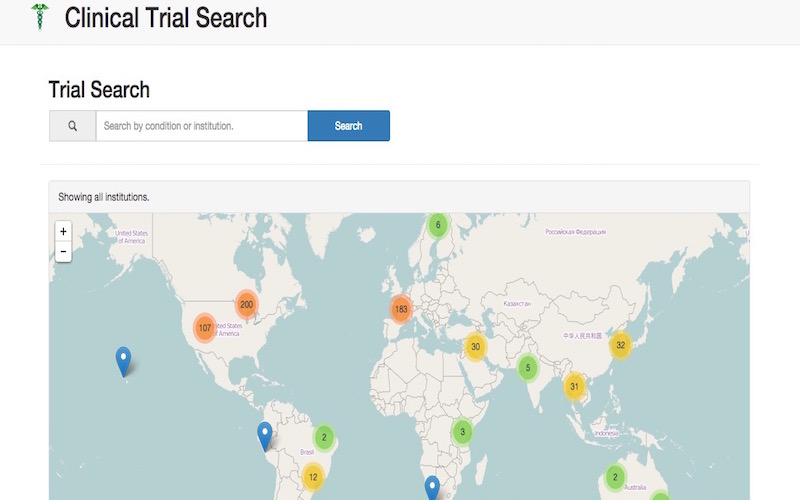 Clinical Trial Search
Trial Search
Search by condition or institution.
Search
Showing all institutions.
+
−
6
United States
of America
Российская Федерация
200
183
107
United States
of America
Казахстан
中华人民共和国
30
32
5
31
2
3
Indonesia
Brasil
12
2
Australia